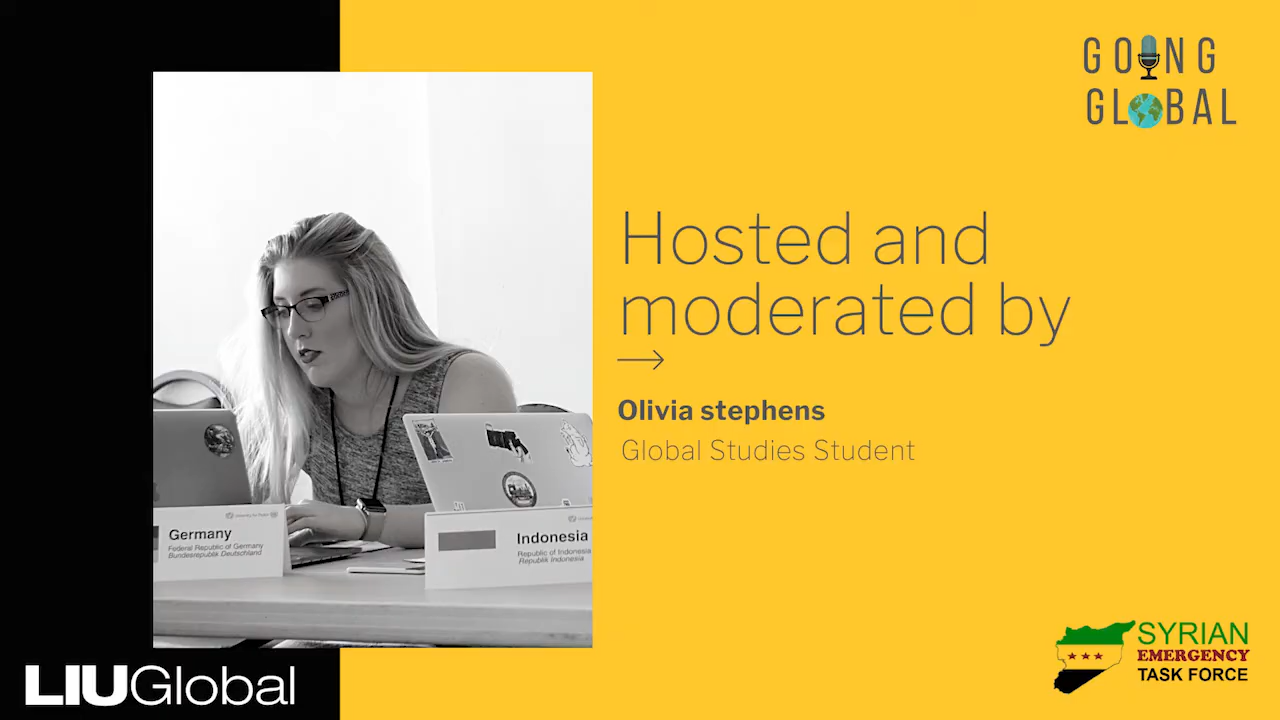 GOING
GLOBAL
Hosted and
moderated by
Olivia stephens
Global Studies Student
Germany
Federal Republic of Germany
Bundesrepublik Deutschland
Indonesia
Republic of Indonesia
Republik Indonesia
LIUGlobal
SYRIAN
EMERGENCY
TASK FORCE